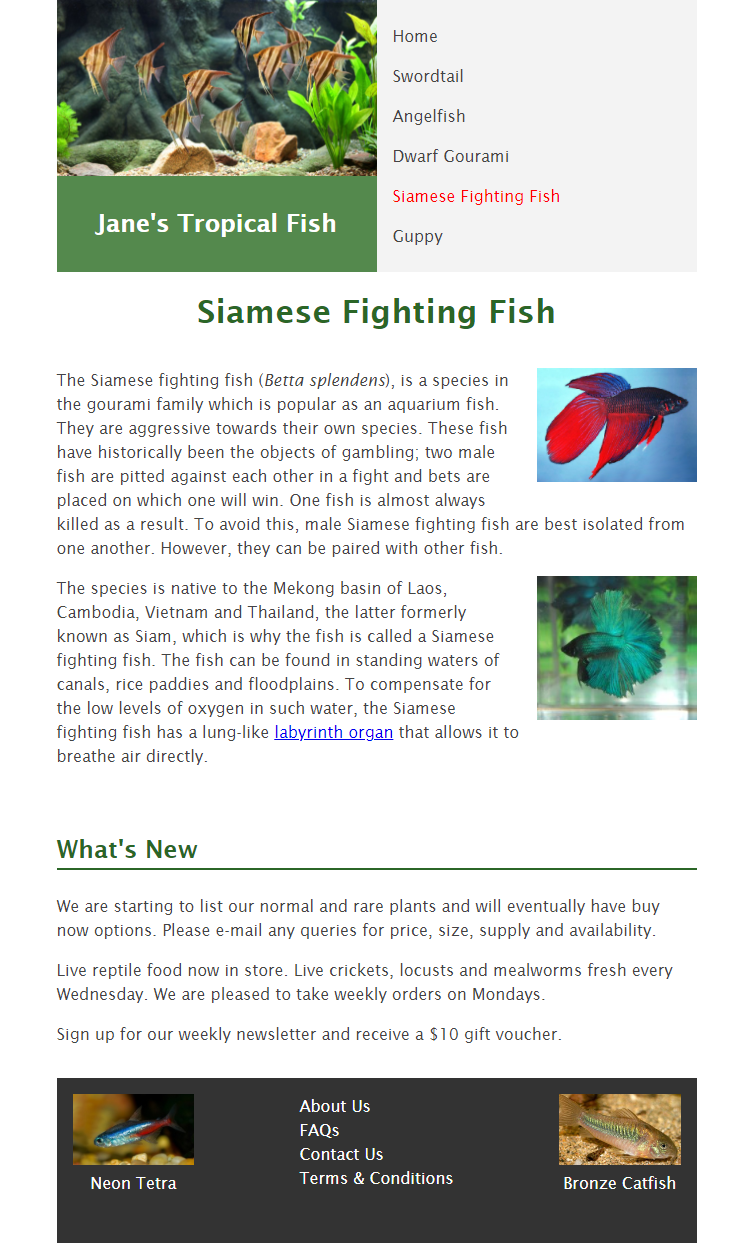 Home
Swordtail
Angelfish
Dwarf Gourami
Siamese Fighting Fish
Guppy
Jane's Tropical Fish
Siamese Fighting Fish
The Siamese fighting fish (Betta splendens), is a species in
the gourami family which is popular as an aquarium fish.
They are aggressive towards their own species. These fish
have historically been the objects of gambling; two male
fish are pitted against each other in a fight and bets are
placed on which one will win. One fish is almost always
killed as a result. To avoid this, male Siamese fighting fish are best isolated from
one another. However, they can be paired with other fish.
The species is native to the Mekong basin of Laos,
Cambodia, Vietnam and Thailand, the latter formerly
known as Siam, which is why the fish is called a Siamese
fighting fish. The fish can be found in standing waters of
canals, rice paddies and floodplains. To compensate for
the low levels of oxygen in such water, the Siamese
fighting fish has a lung-like labyrinth organ that allows it to
breathe air directly.
What's New
We are starting to list our normal and rare plants and will eventually have buy
now options. Please e-mail any queries for price, size, supply and availability.
Live reptile food now in store. Live crickets, locusts and mealworms fresh every
Wednesday. We are pleased to take weekly orders on Mondays.
Sign up for our weekly newsletter and receive a $10 gift voucher.
Neon Tetra
About Us
FAQs
Contact Us
Terms & Conditions
Bronze Catfish